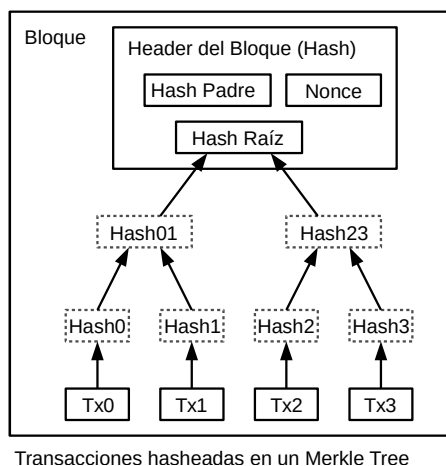 Bloque
Header del Bloque (Hash)
Hash Padre
Nonce
Hash Raíz
Hash01
Hash23
Hash0
Hash1
Hash2
Hash3
Tx0
Tx1
Tx2
Tx3
Transacciones hasheadas en un Merkle Tree